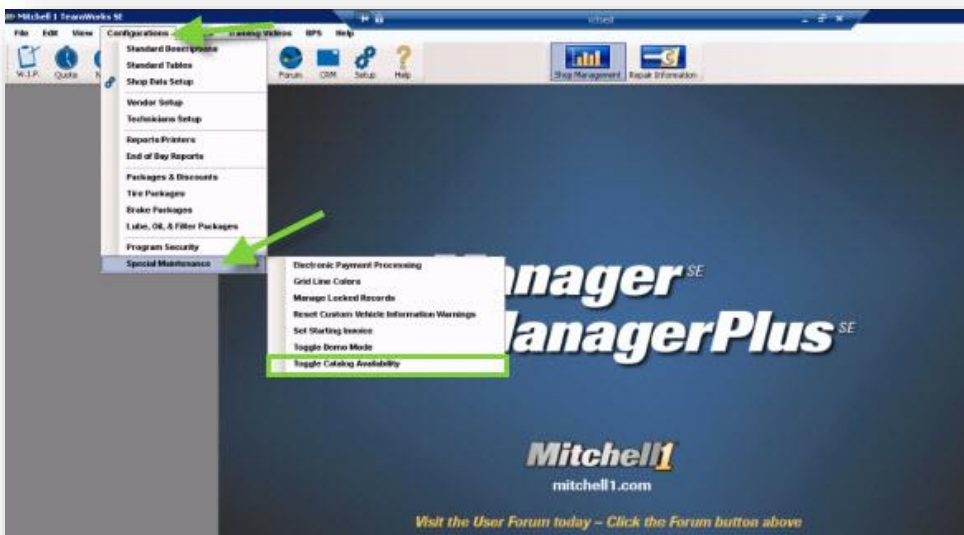 Mitchell 1 TeamWorks SE
File Edit View Configurations Training Videos BPS Help
W.I.P. Quote Forum CRM Setup Help
Shop Management Repair Information
Standard Descriptions
Standard Tables
Shop Data Setup
Vendor Setup
Technicians Setup
Reports/Printers
End of Day Reports
Packages & Discounts
Tire Packages
Brake Packages
Lube, Oil, & Filter Packages
Program Security
Special Maintenance
Electronic Payment Processing
Grid Line Colors
Manage Locked Records
Reset Custom Vehicle Information Warnings
Set Starting Invoice
Toggle Demo Mode
Toggle Catalog Availability
anager SE
anagerPlus SE
Mitchell1
mitchell1.com
Visit the User Forum today – Click the Forum button above